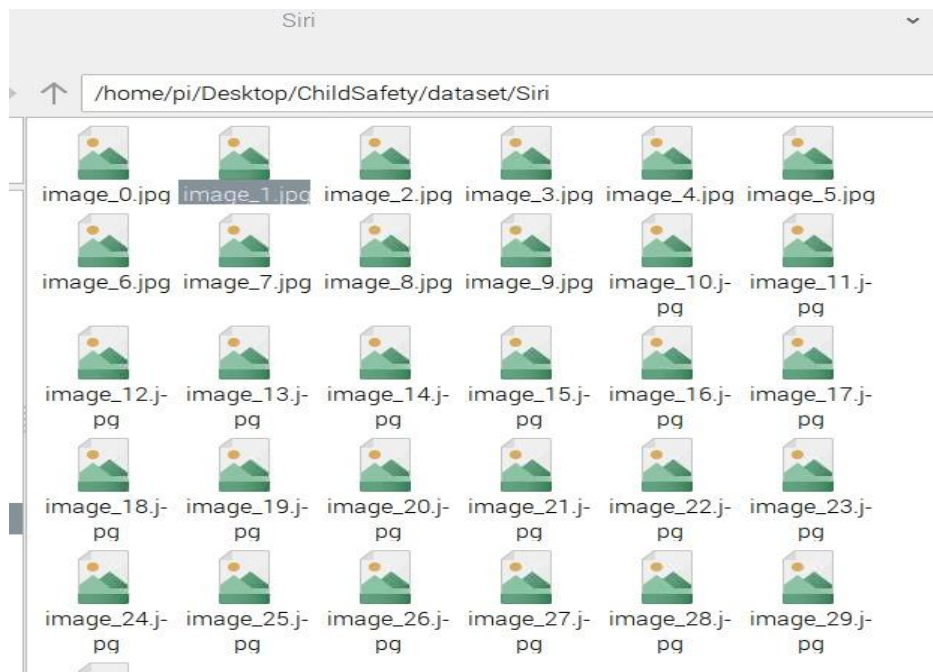 Siri
/home/pi/Desktop/ChildSafety/dataset/Siri
image_0.jpg image_1.jpg image_2.jpg image_3.jpg image_4.jpg image_5.jpg
image_6.jpg image_7.jpg image_8.jpg image_9.jpg image_10.j- image_11.j-
pg pg
image_12.j- image_13.j- image_14.j- image_15.j- image_16.j- image_17.j-
pg pg pg pg pg pg
image_18.j- image_19.j- image_20.j- image_21.j- image_22.j- image_23.j-
pg pg pg pg pg pg
image_24.j- image_25.j- image_26.j- image_27.j- image_28.j- image_29.j-
pg pg pg pg pg pg